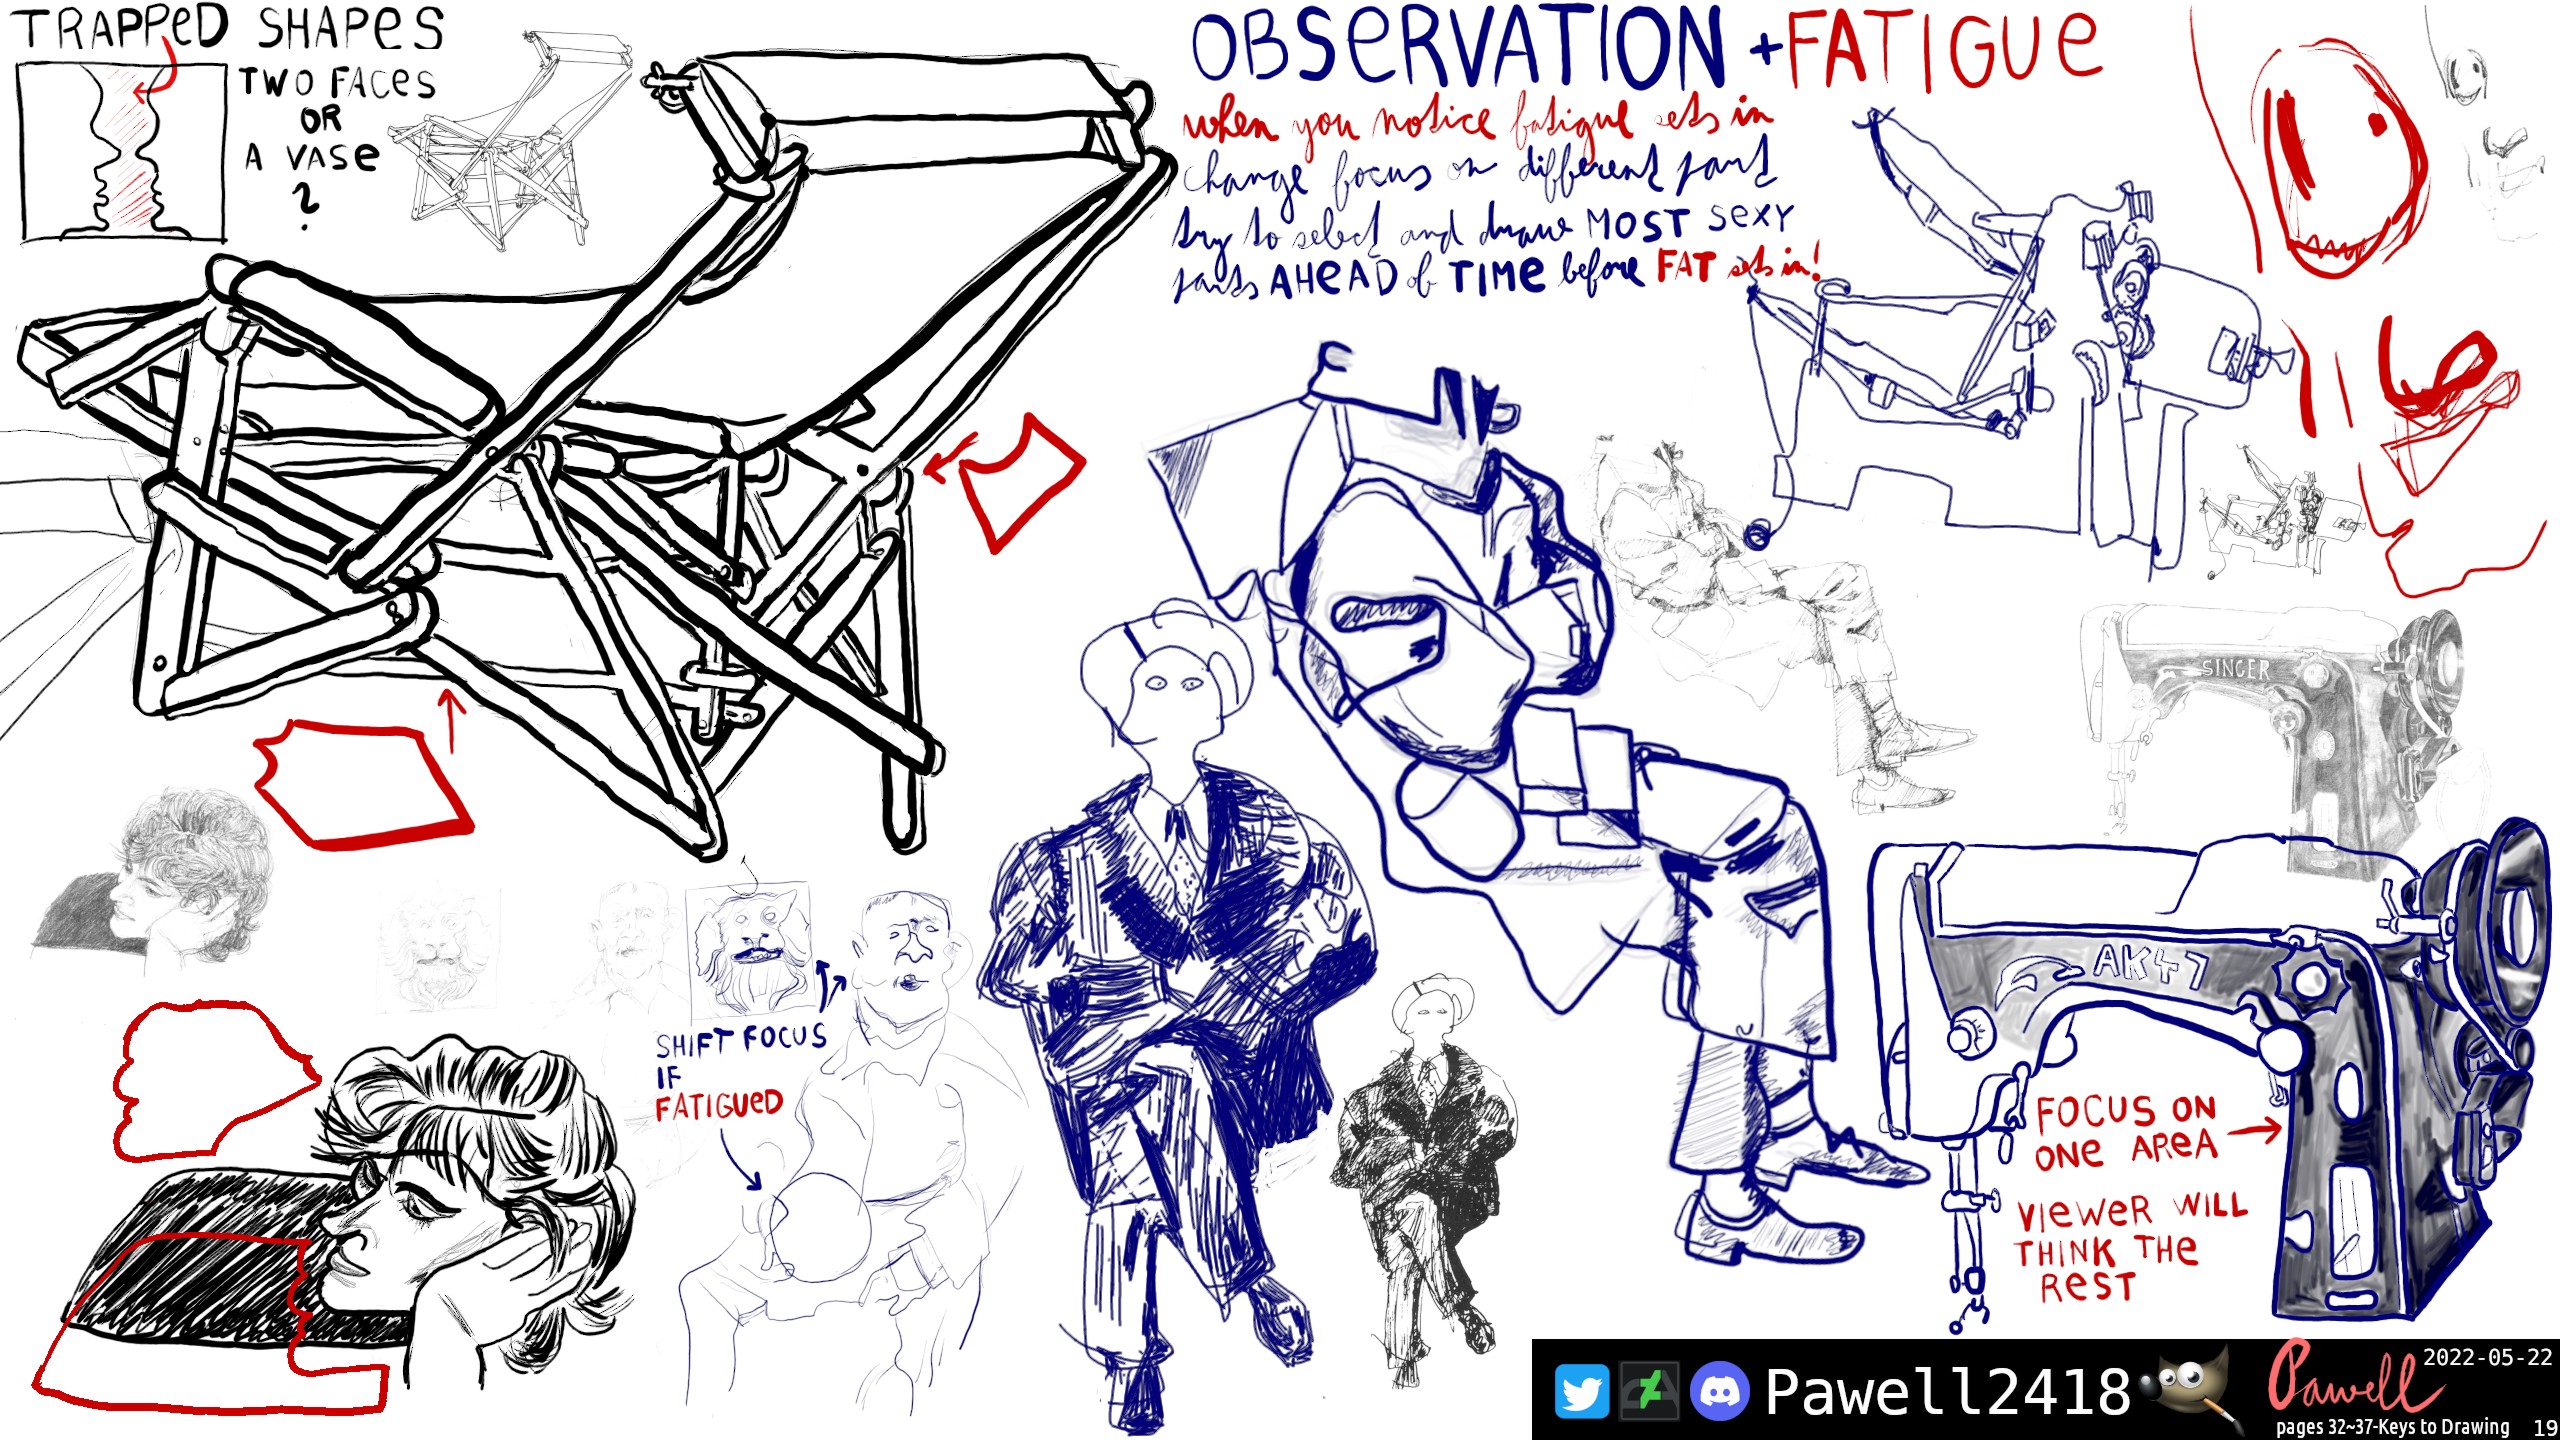 TRAPPeD SHAPeS
TWO FACeS
OR
A VASe
?
OBSeRVATION + FATIGUe
when you notice fatigue sets in
change focus on different part
try to select and draw MOST SeXY
parts AHeAD of TIMe before FAT sets in!
SINGER
AK47
SHIFT FOCUS
IF
FATIGUeD
FOCUS ON
ONe AReA
VIeWeR WILL
THINK THe
ReST
Pawell2418
Pawell
2022-05-22
pages 32~37-Keys to Drawing
19